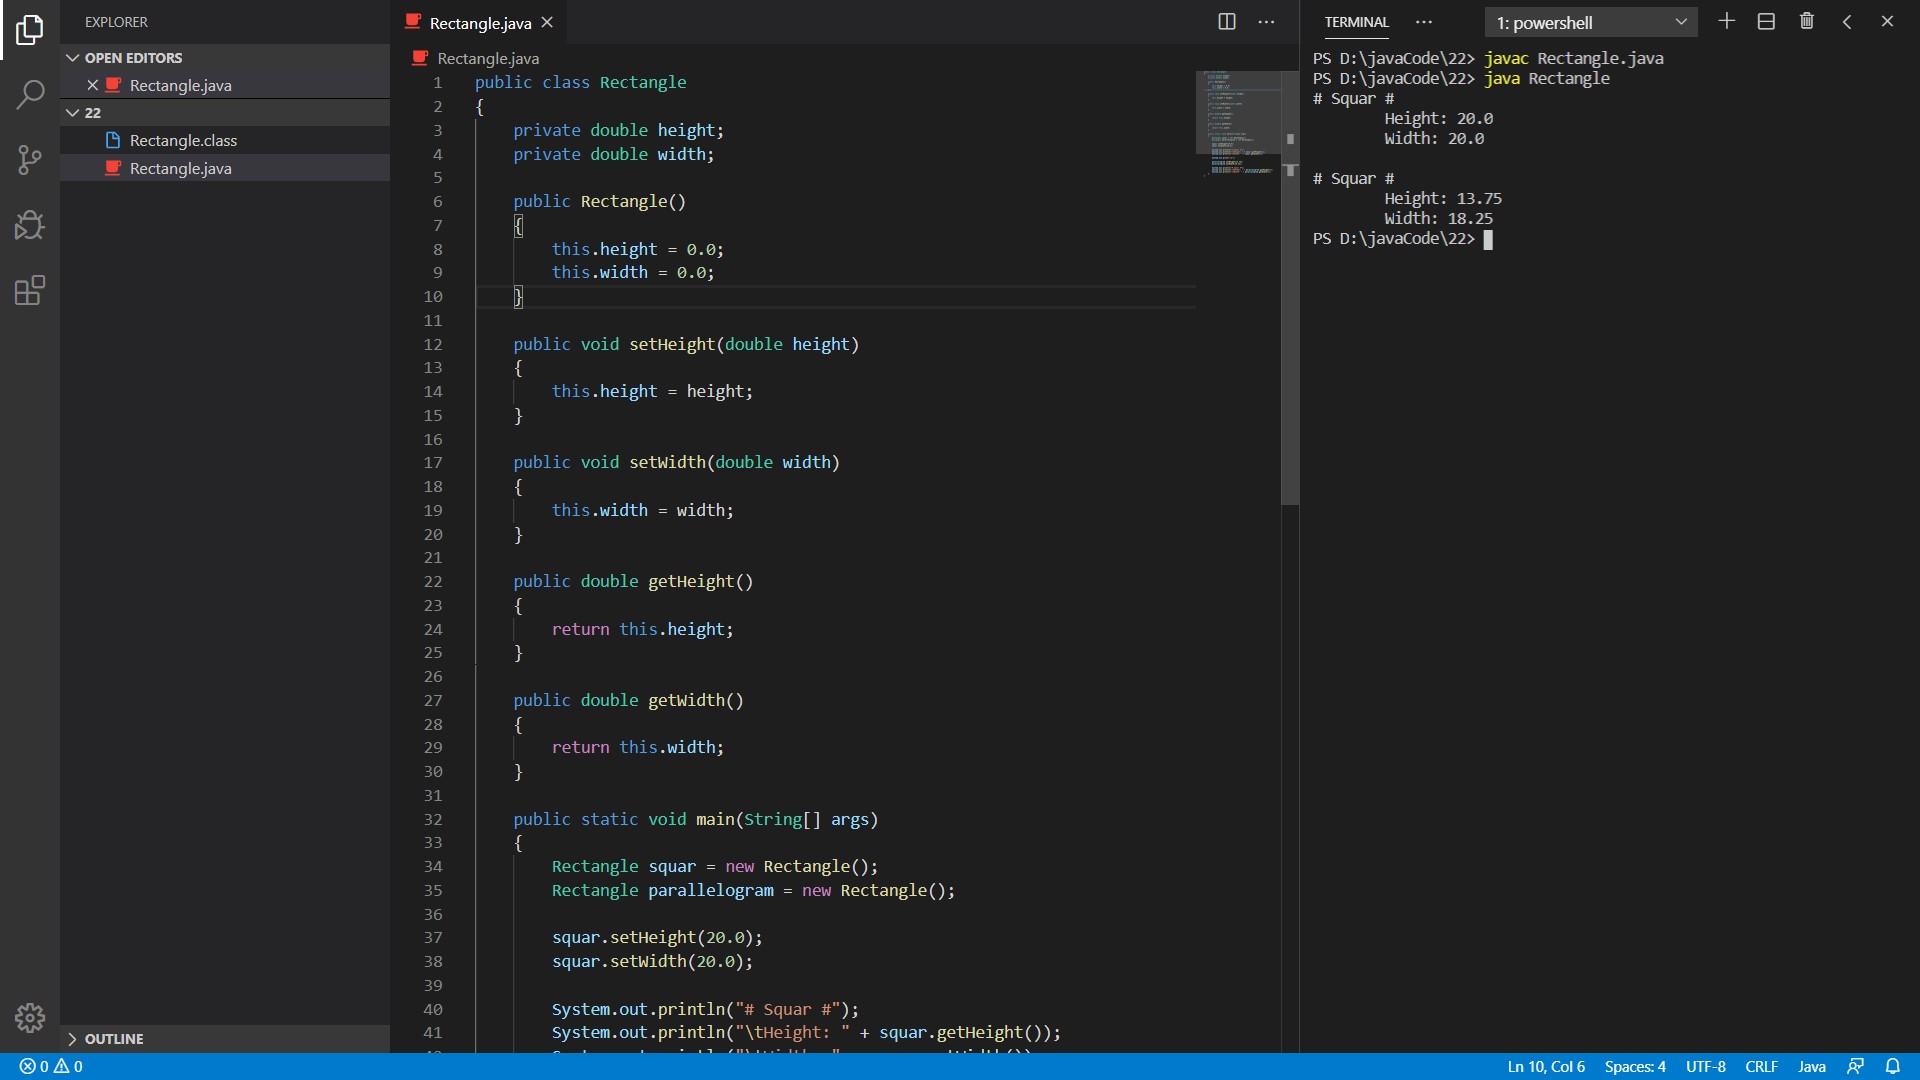 EXPLORER
OPEN EDITORS
Rectangle.java
22
Rectangle.class
Rectangle.java
OUTLINE
Rectangle.java
Rectangle.java
1 public class Rectangle
2 {
3     private double height;
4     private double width;
5
6     public Rectangle()
7     {
8         this.height = 0.0;
9         this.width = 0.0;
10     }
11
12     public void setHeight(double height)
13     {
14         this.height = height;
15     }
16
17     public void setWidth(double width)
18     {
19         this.width = width;
20     }
21
22     public double getHeight()
23     {
24         return this.height;
25     }
26
27     public double getWidth()
28     {
29         return this.width;
30     }
31
32     public static void main(String[] args)
33     {
34         Rectangle squar = new Rectangle();
35         Rectangle parallelogram = new Rectangle();
36
37         squar.setHeight(20.0);
38         squar.setWidth(20.0);
39
40         System.out.println("# Squar #");
41         System.out.println("\tHeight: " + squar.getHeight());
TERMINAL
1: powershell
PS D:\javaCode\22> javac Rectangle.java
PS D:\javaCode\22> java Rectangle
# Squar #
        Height: 20.0
        Width: 20.0

# Squar #
        Height: 13.75
        Width: 18.25
PS D:\javaCode\22>
0 0
Ln 10, Col 6 Spaces: 4 UTF-8 CRLF Java